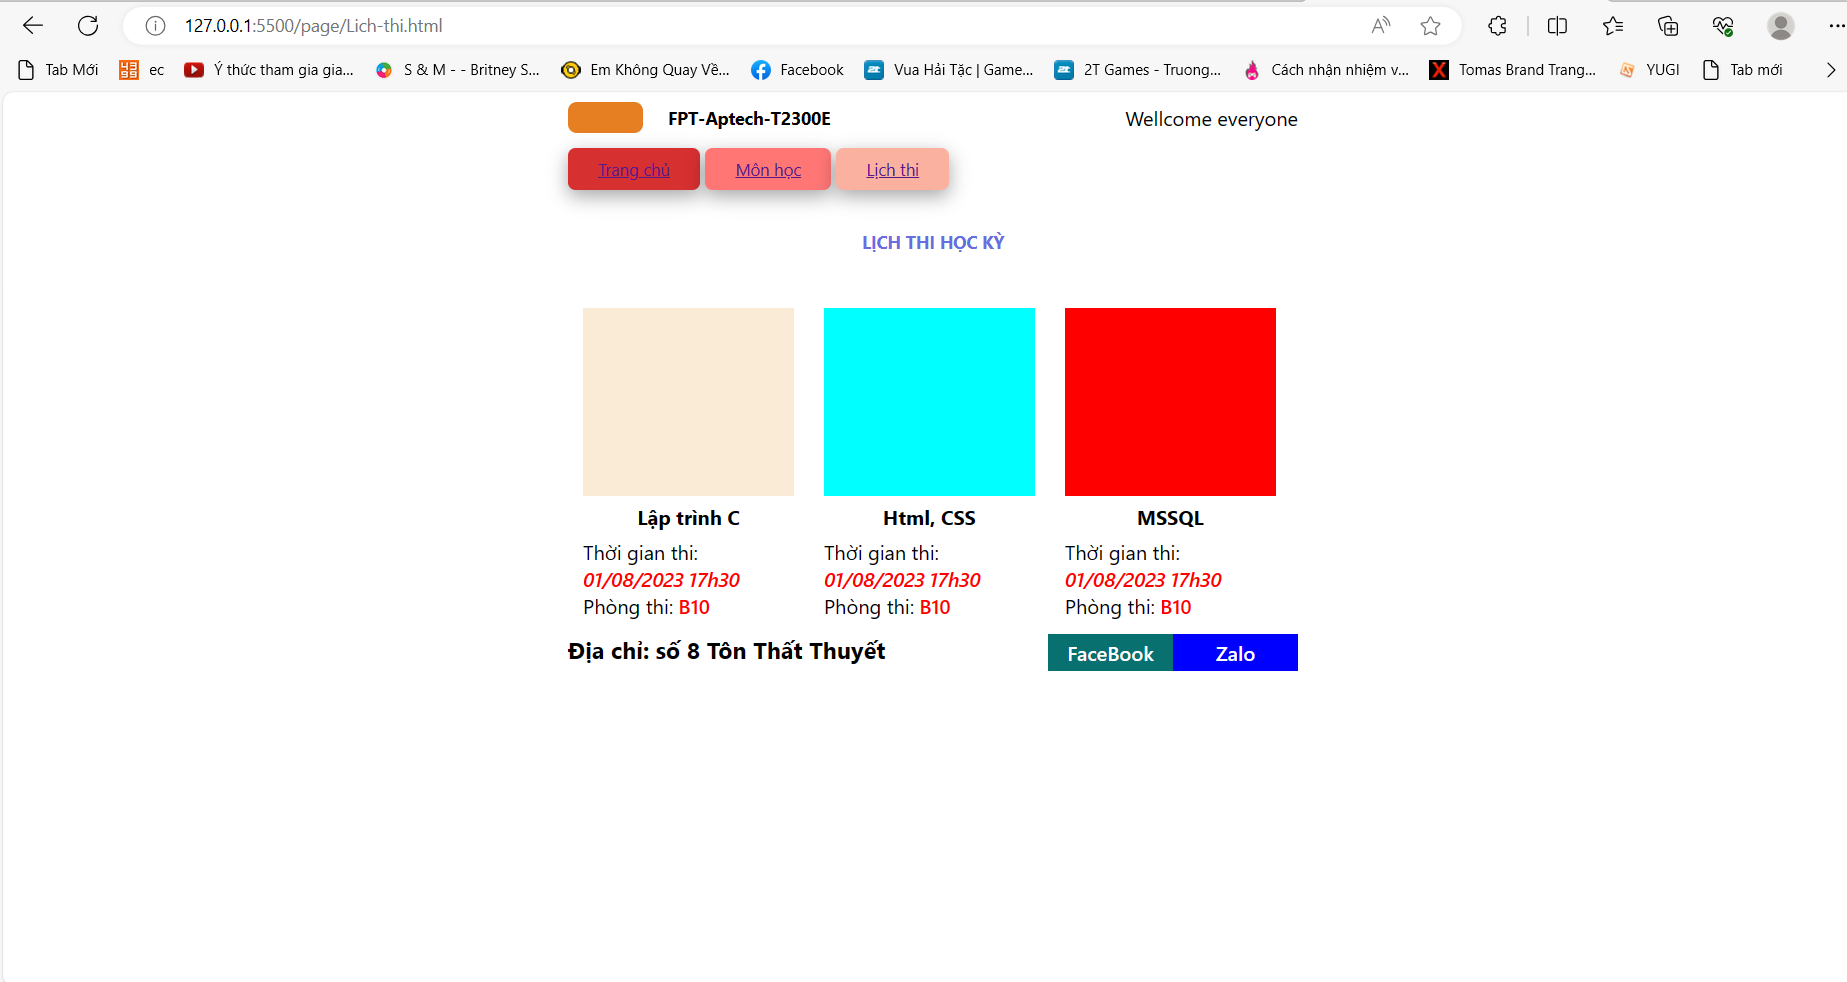 127.0.0.1:5500/page/Lich-thi.html
Tab Mới ec Ý thức tham gia gia... S & M - - Britney S... Em Không Quay Về... Facebook Vua Hải Tặc | Game... 2T Games - Truong... Cách nhận nhiệm v... Tomas Brand Trang... YUGI Tab mới
FPT-Aptech-T2300E Wellcome everyone
Trang chủ Môn học Lịch thi
LỊCH THI HỌC KỲ
Lập trình C Html, CSS MSSQL
Thời gian thi: Thời gian thi: Thời gian thi:
01/08/2023 17h30 01/08/2023 17h30 01/08/2023 17h30
Phòng thi: B10 Phòng thi: B10 Phòng thi: B10
Địa chỉ: số 8 Tôn Thất Thuyết FaceBook Zalo